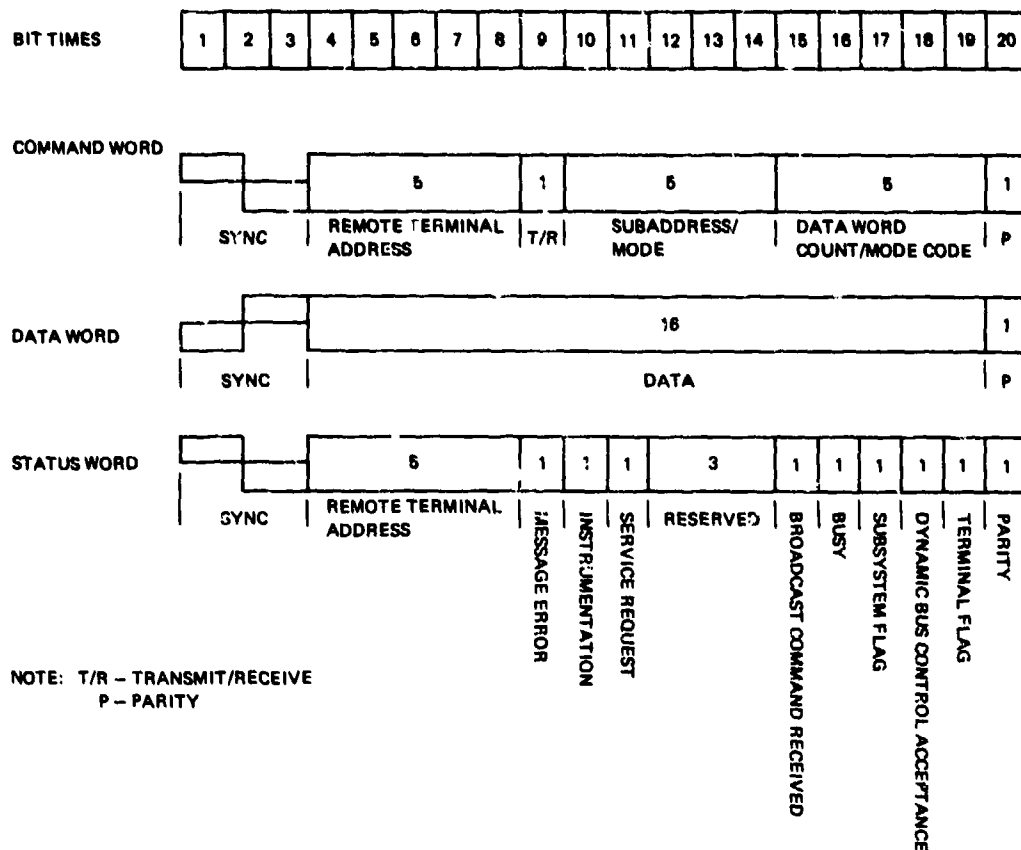 BIT TIMES 1 2 3 4 5 6 7 8 9 10 11 12 13 14 15 16 17 18 19 20
COMMAND WORD
5 1 5 5 1
SYNC REMOTE TERMINAL ADDRESS T/R SUBADDRESS/ MODE DATA WORD COUNT/MODE CODE P
DATA WORD
16 1
SYNC DATA P
STATUS WORD
5 1 1 1 3 1 1 1 1 1 1
SYNC REMOTE TERMINAL ADDRESS
MESSAGE ERROR
INSTRUMENTATION
SERVICE REQUEST
RESERVED
BROADCAST COMMAND RECEIVED
BUSY
SUBSYSTEM FLAG
DYNAMIC BUS CONTROL ACCEPTANCE
TERMINAL FLAG
PARITY
NOTE: T/R – TRANSMIT/RECEIVE
P – PARITY